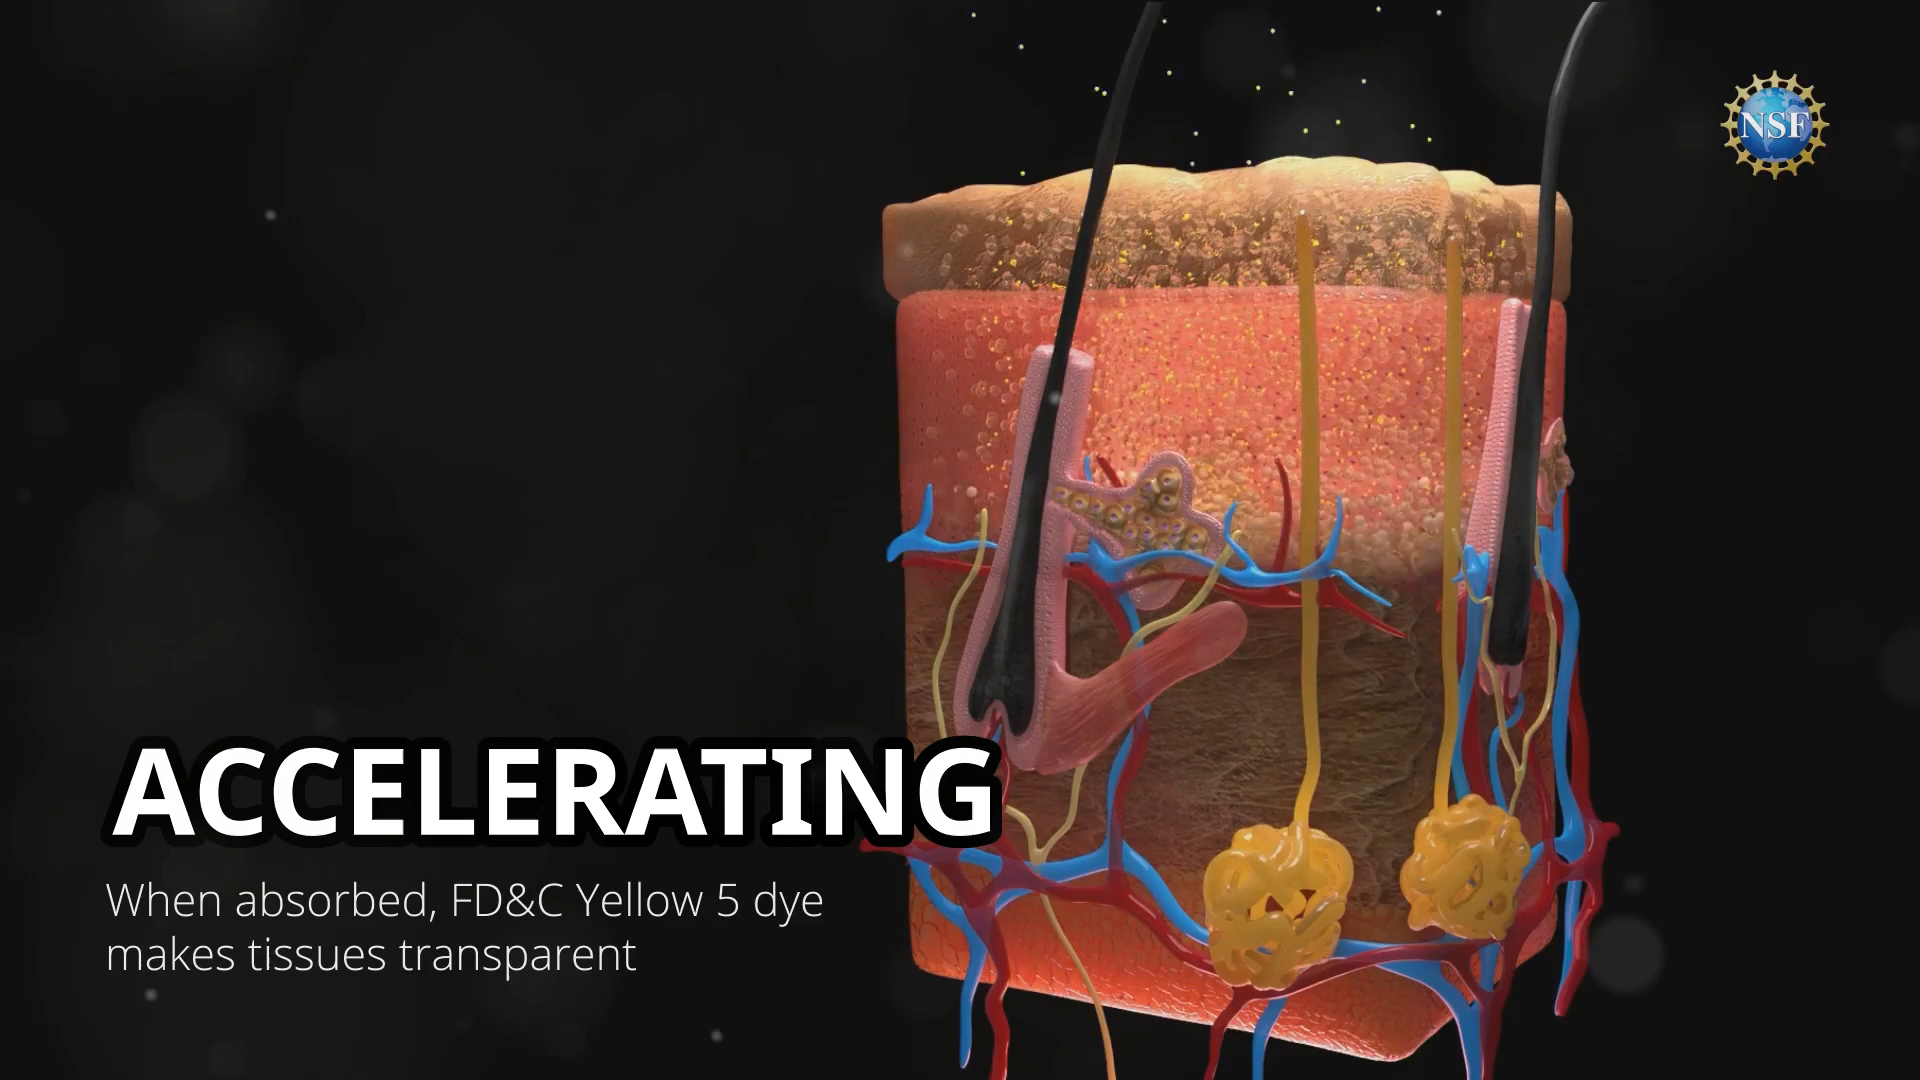 NSF
ACCELERATING
When absorbed, FD&C Yellow 5 dye
makes tissues transparent